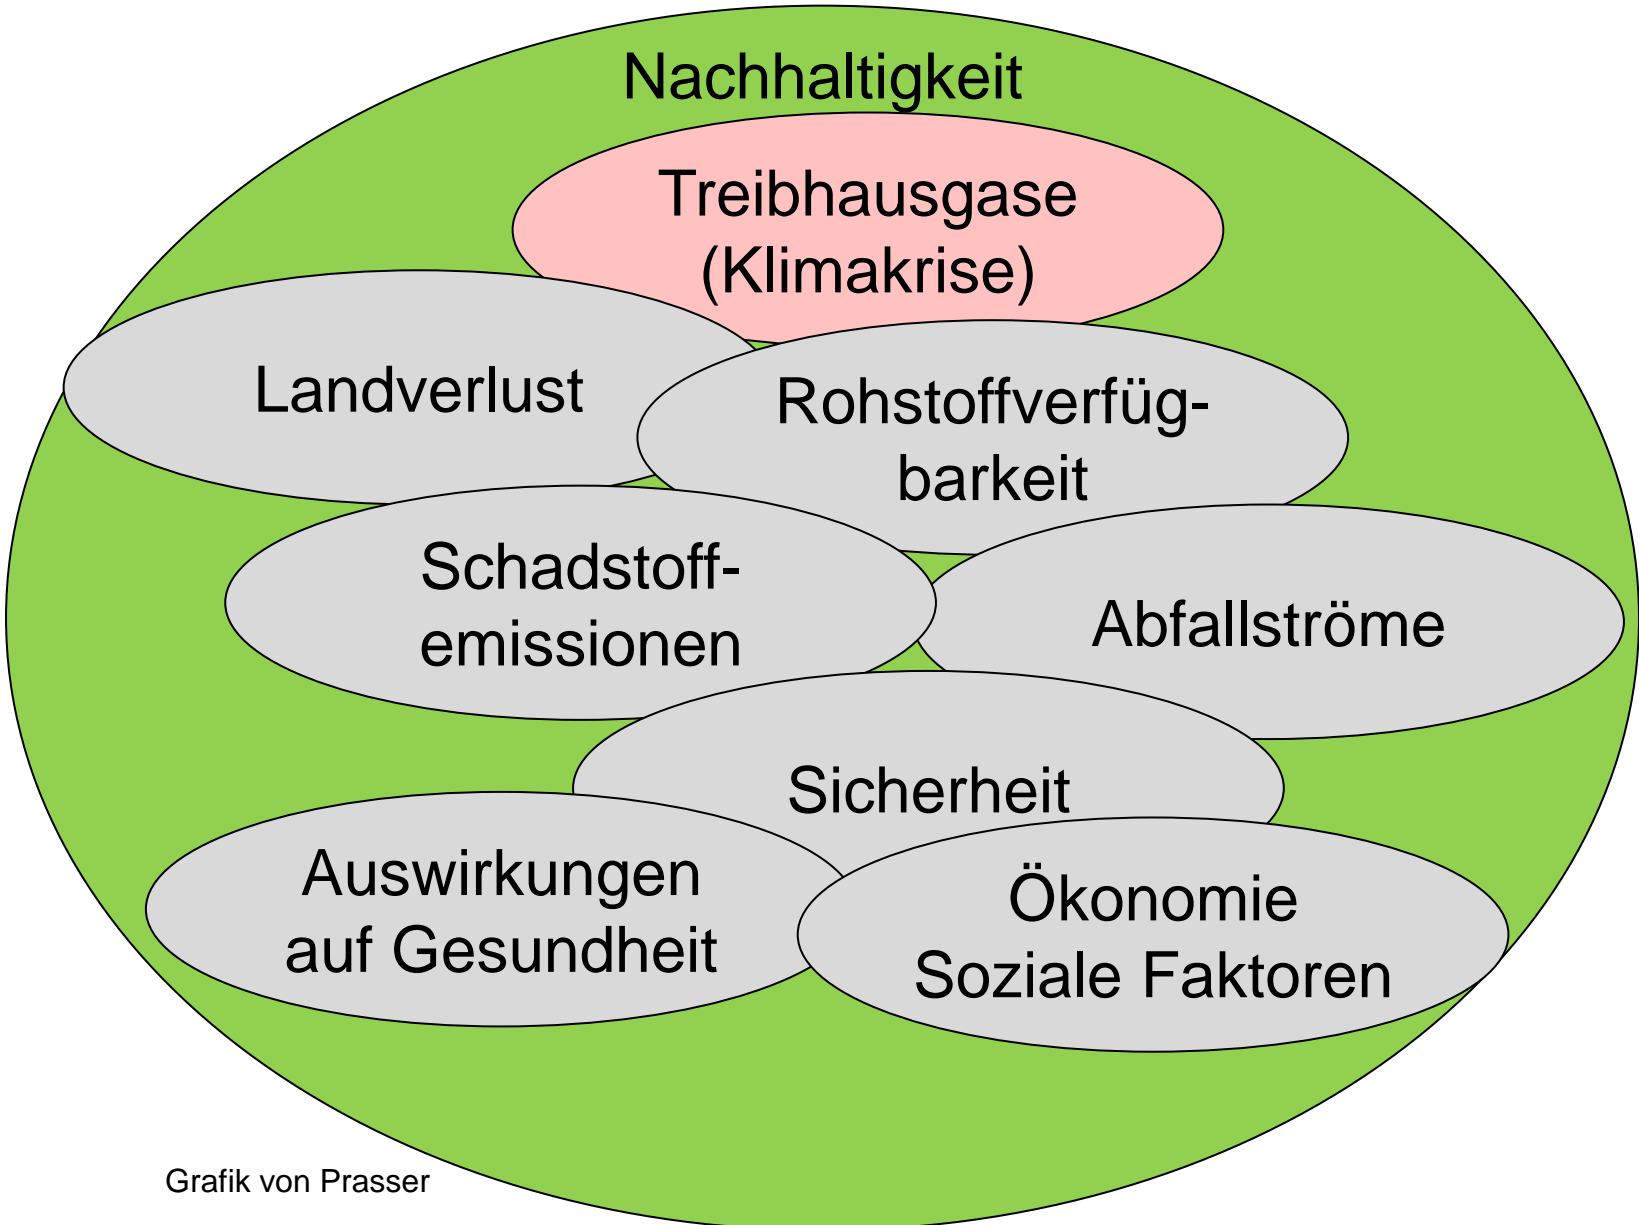 Nachhaltigkeit
Treibhausgase
(Klimakrise)
Landverlust
Rohstoffverfüg-
barkeit
Schadstoff-
emissionen
Abfallströme
Sicherheit
Auswirkungen
auf Gesundheit
Ökonomie
Soziale Faktoren
Grafik von Prasser